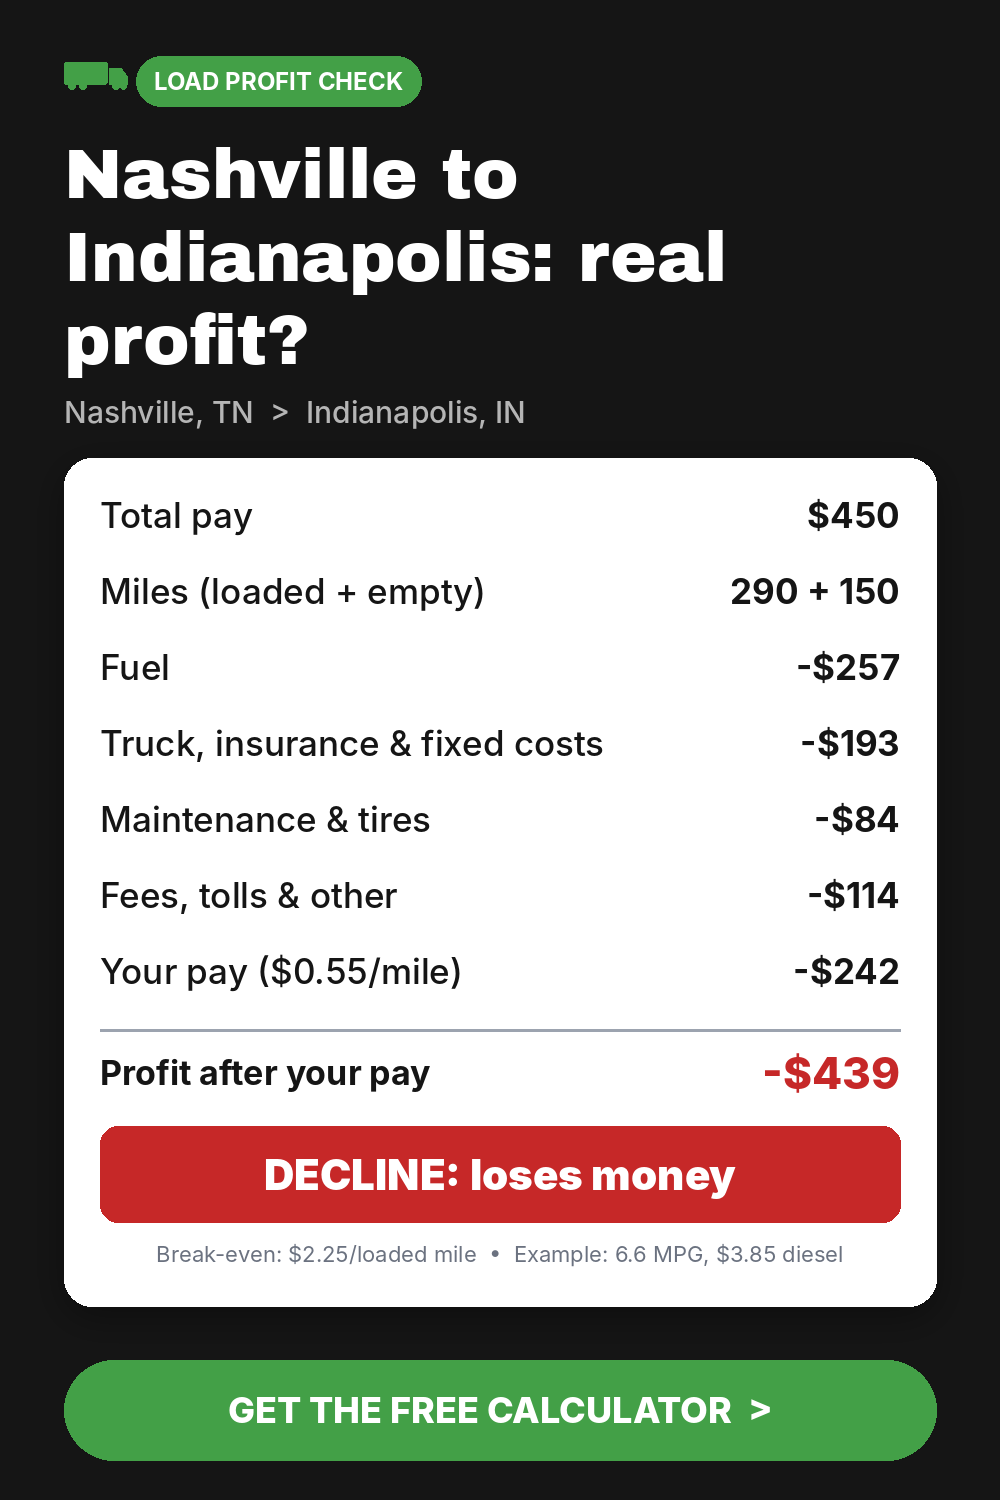 LOAD PROFIT CHECK
Nashville to
Indianapolis: real
profit?
Nashville, TN > Indianapolis, IN
Total pay $450
Miles (loaded + empty) 290 + 150
Fuel -$257
Truck, insurance & fixed costs -$193
Maintenance & tires -$84
Fees, tolls & other -$114
Your pay ($0.55/mile) -$242
Profit after your pay -$439
DECLINE: loses money
Break-even: $2.25/loaded mile • Example: 6.6 MPG, $3.85 diesel
GET THE FREE CALCULATOR >